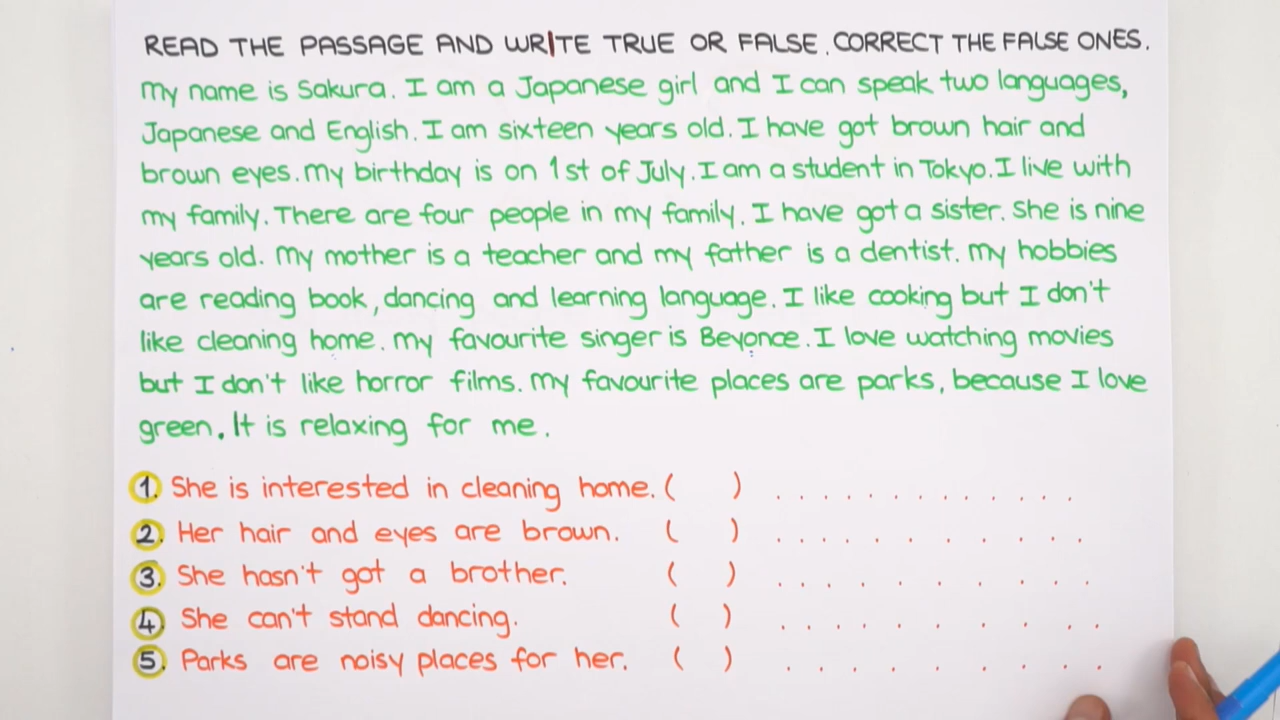 READ THE PASSAGE AND WRITE TRUE OR FALSE. CORRECT THE FALSE ONES.
My name is Sakura. I am a Japanese girl and I can speak two languages,
Japanese and English. I am sixteen years old. I have got brown hair and
brown eyes. My birthday is on 1st of July. I am a student in Tokyo. I live with
my family. There are four people in my family. I have got a sister. She is nine
years old. My mother is a teacher and my father is a dentist. My hobbies
are reading book, dancing and learning language. I like cooking but I don't
like cleaning home. My favourite singer is Beyonce. I love watching movies
but I don't like horror films. My favourite places are parks, because I love
green. It is relaxing for me.
1. She is interested in cleaning home. ( ) . . . . . . . . . . . . .
2. Her hair and eyes are brown. ( ) . . . . . . . . . . . .
3. She hasn't got a brother. ( ) . . . . . . . . . . .
4. She can't stand dancing. ( ) . . . . . . . . . . .
5. Parks are noisy places for her. ( ) . . . . . . . . . .